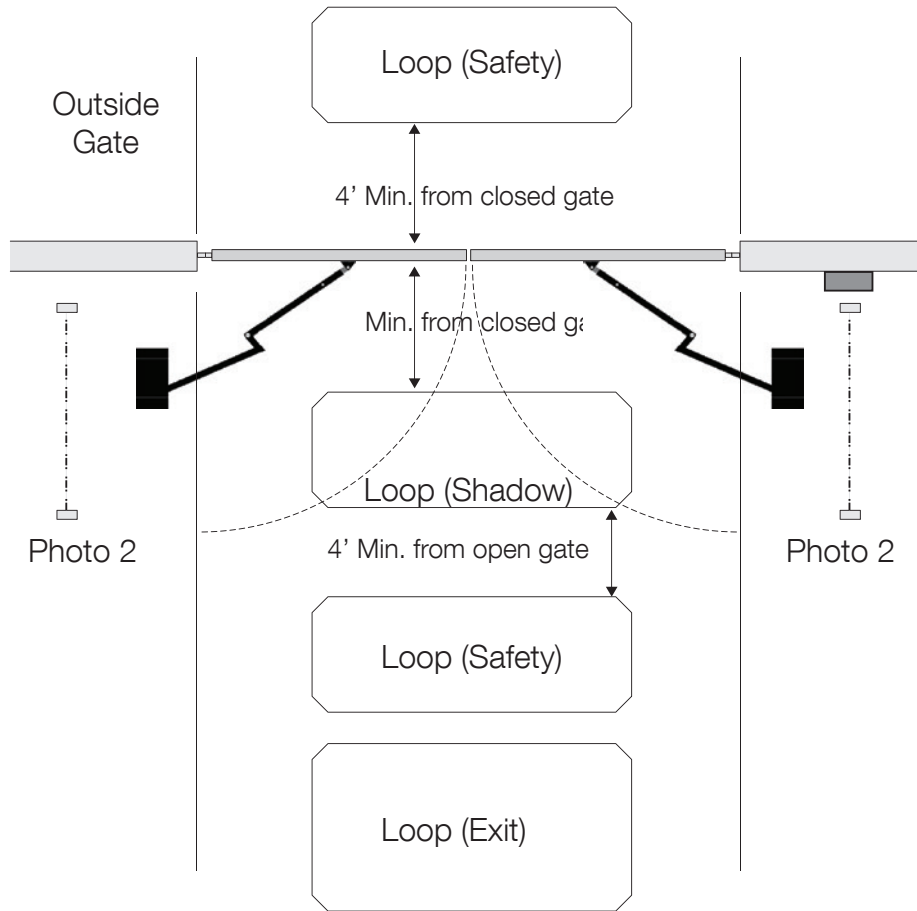 Loop (Safety)
Outside
Gate
4’ Min. from closed gate
Min. from closed ga
Loop (Shadow)
4’ Min. from open gate
Photo 2
Photo 2
Loop (Safety)
Loop (Exit)